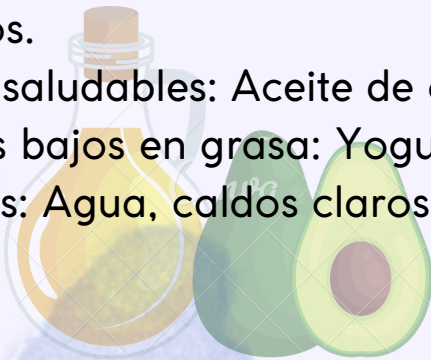 os.
saludables: Aceite de
s bajos en grasa: Yogu
s: Agua, caldos claros